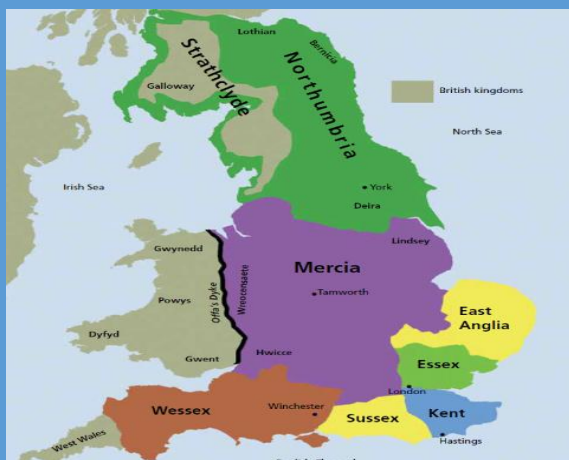 Lothian
Bernicia
Strathclyde
Northumbria
Galloway
British kingdoms
North Sea
Irish Sea
York
Deira
Lindsey
Gwynedd
Mercia
Offa's Dyke
Wreocensaete
Tamworth
Powys
East
Anglia
Dyfyd
Gwent
Hwicce
Essex
London
Wessex
Winchester
Sussex
Kent
West Wales
Hastings